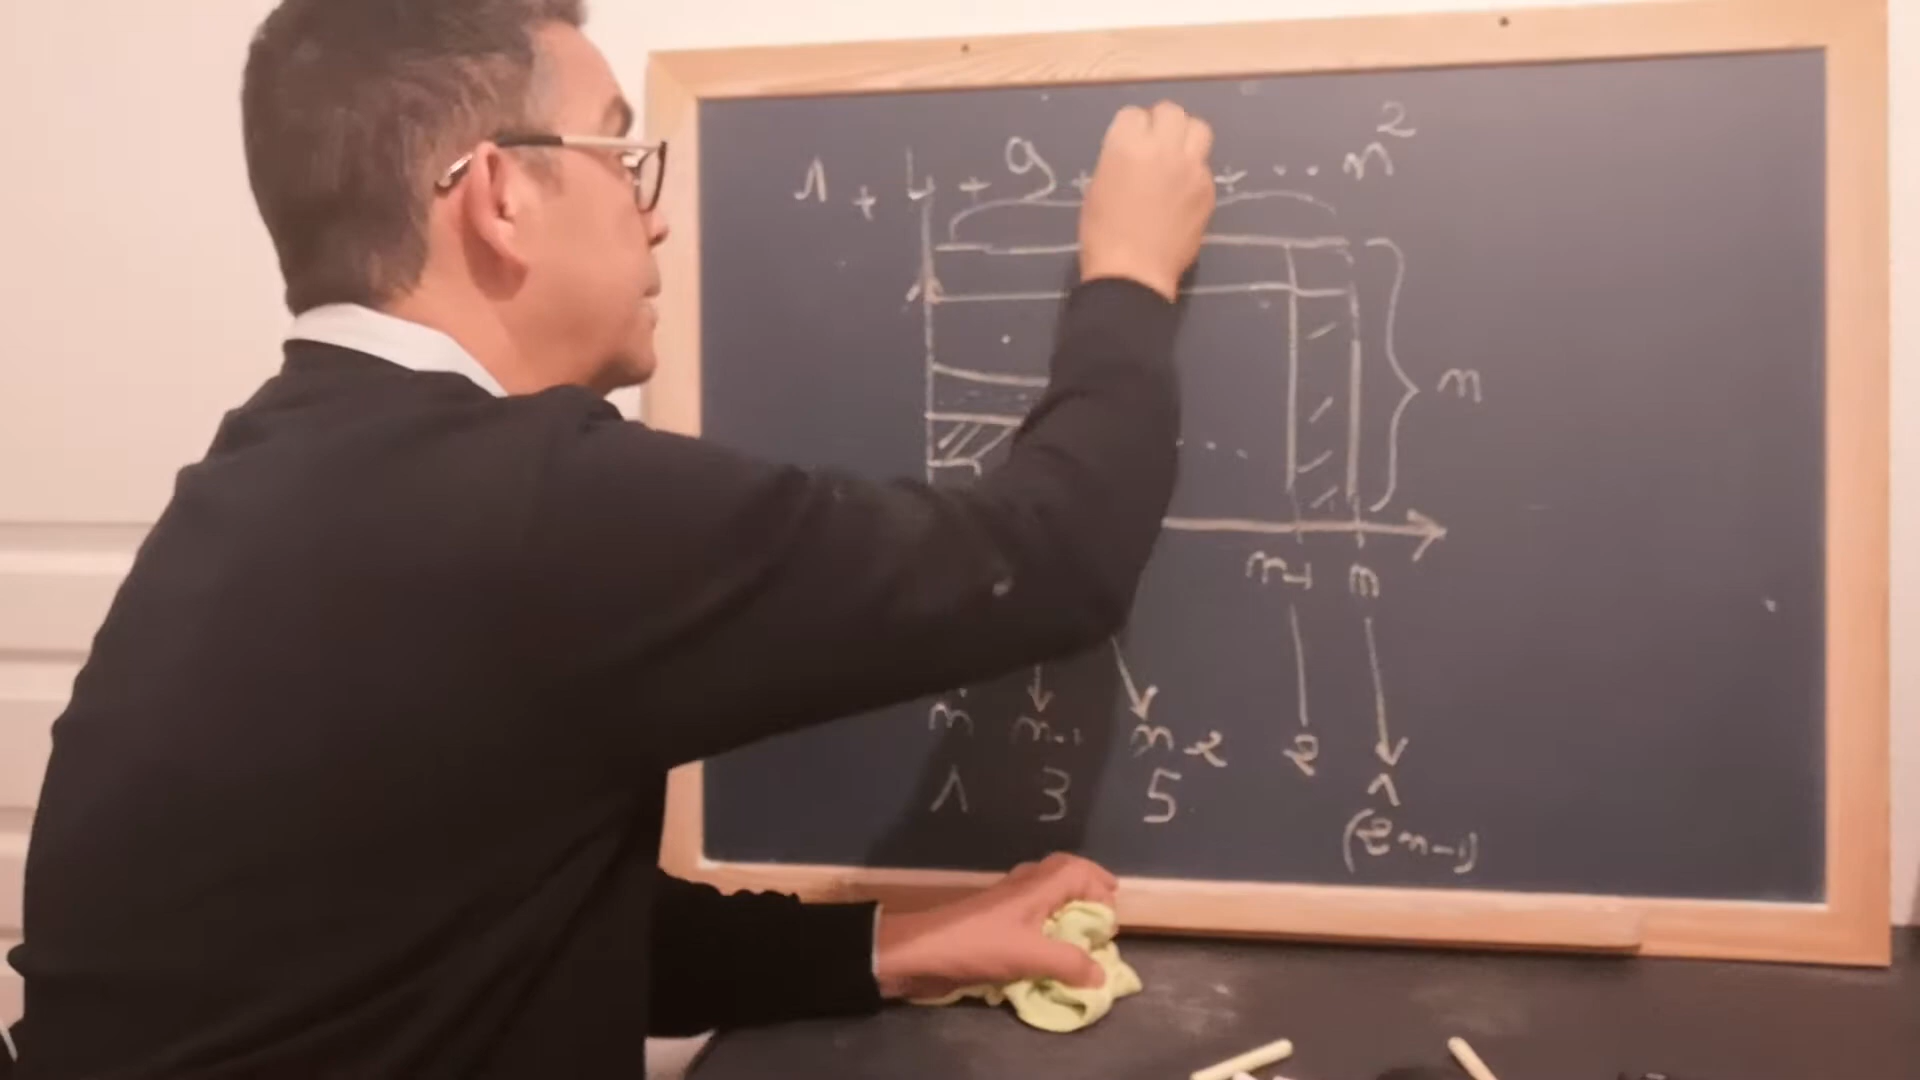 1 + 4 + 9 + + ... n²
n
n-1 n
n n-1 n-2 2 1
1 3 5 (2n-1)